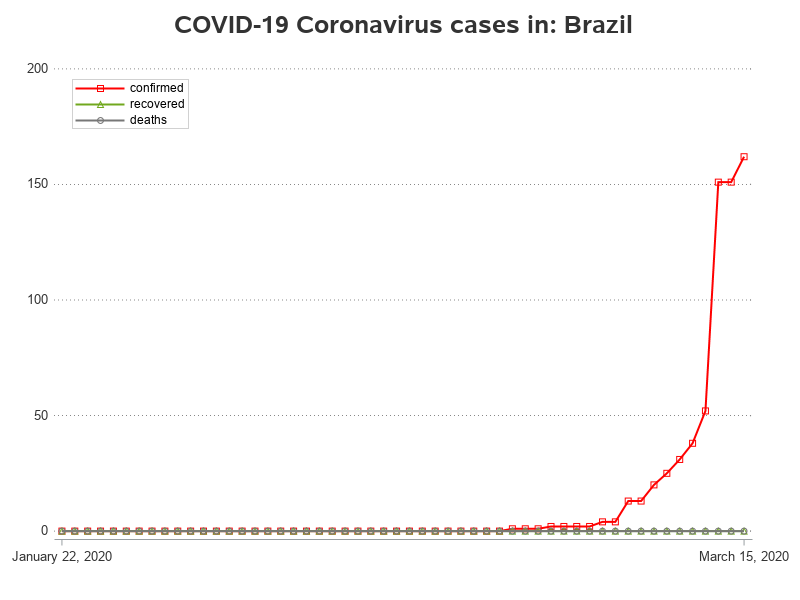 COVID-19 Coronavirus cases in: Brazil
200
confirmed
recovered
deaths
150
100
50
0
January 22, 2020
March 15, 2020